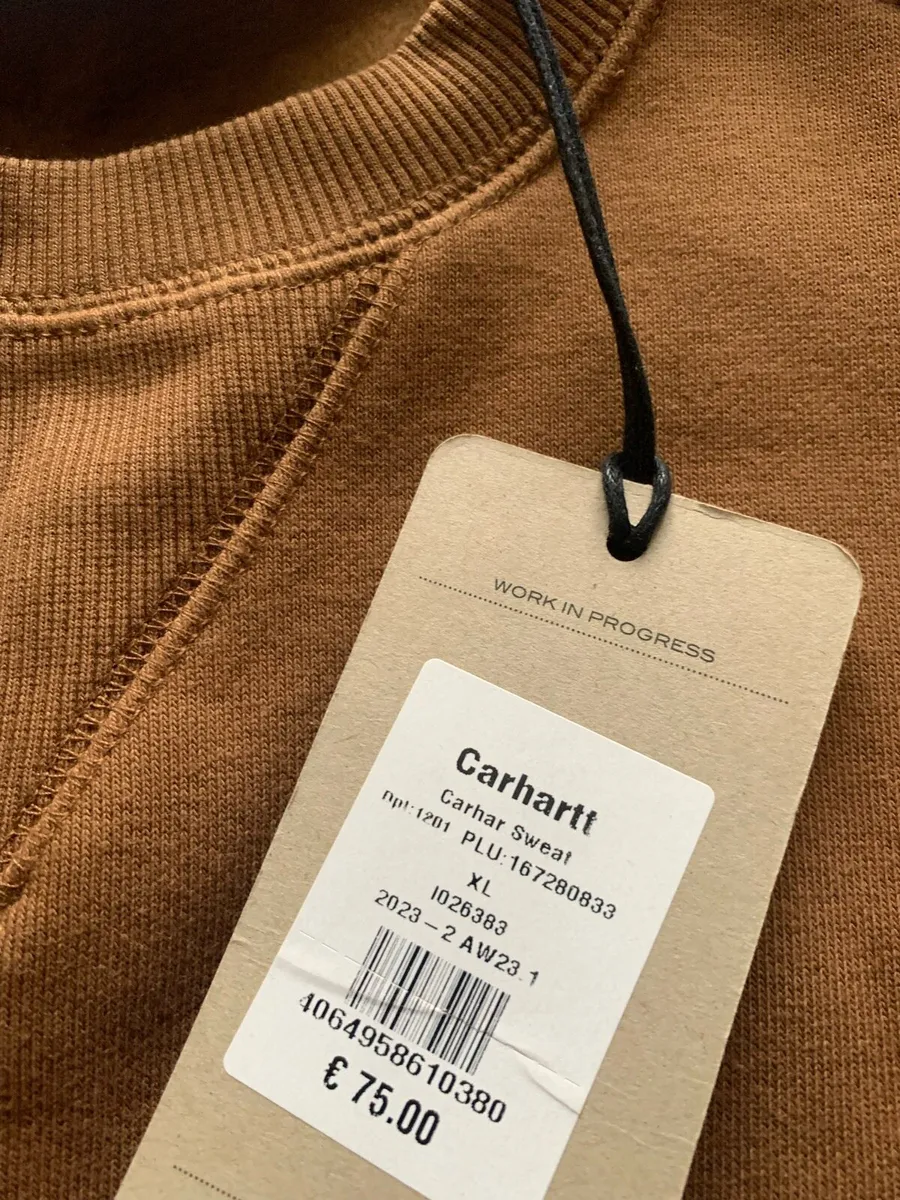 WORK IN PROGRESS
Carhartt
Carhar Sweat
Dpt:1201 PLU:167280833
XL
I026383
2023-2 AW23.1
4064958610380
€ 75.00